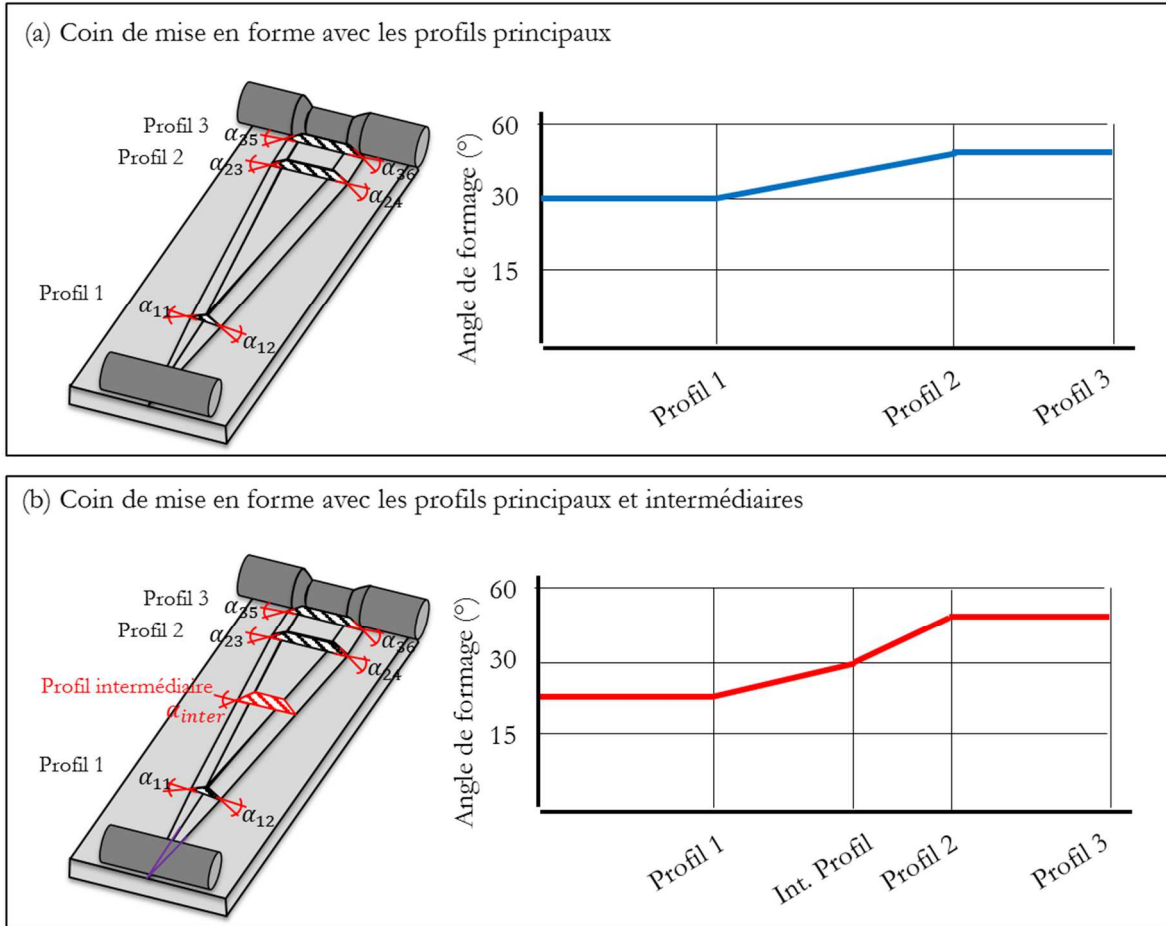 (a) Coin de mise en forme avec les profils principaux
Profil 3
α35
Profil 2
α23
α36
α24
Profil 1
α11
α12
Angle de formage (°)
60
30
15
Profil 1
Profil 2
Profil 3
(b) Coin de mise en forme avec les profils principaux et intermédiaires
Profil 3
α35
Profil 2
α23
α36
α24
Profil intermédiaire
αinter
Profil 1
α11
α12
Angle de formage (°)
60
30
15
Profil 1
Int. Profil
Profil 2
Profil 3